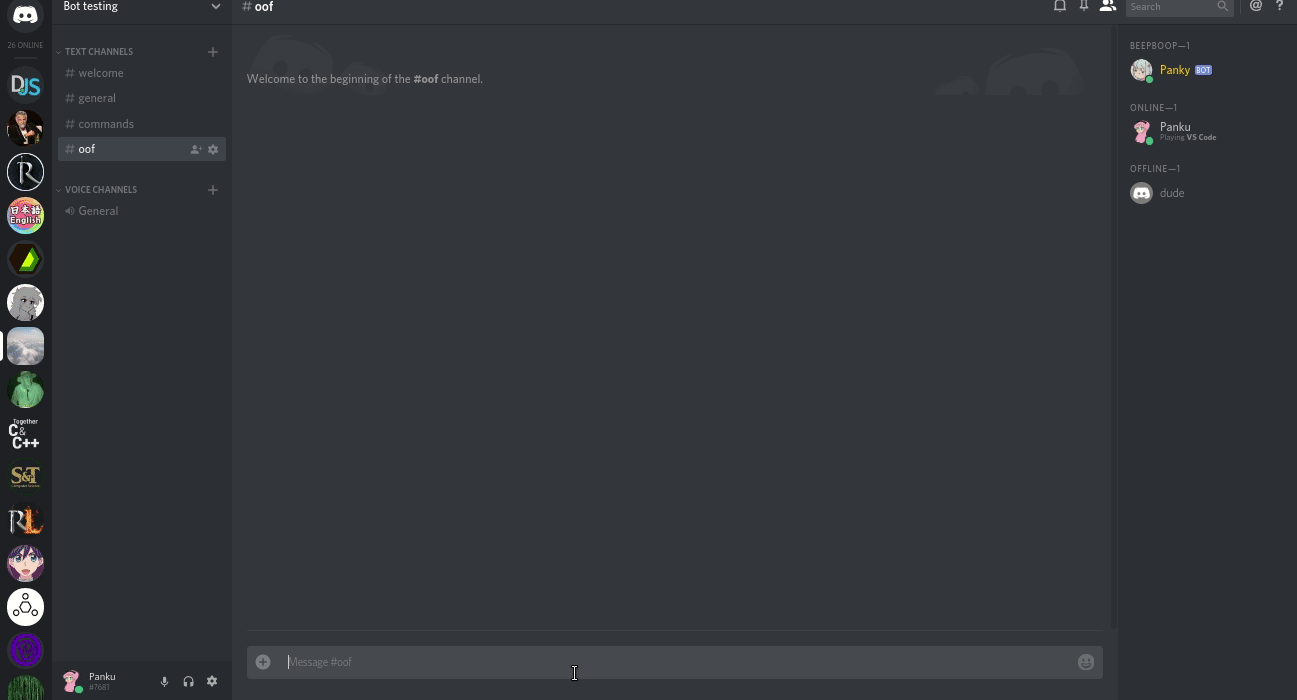 Bot testing
# oof
Search
@
?
26 ONLINE
DJS
R
日本語
English
Together
C&
C++
S&T
RL
TEXT CHANNELS
# welcome
# general
# commands
# oof
VOICE CHANNELS
General
Panku
#7681
Welcome to the beginning of the #oof channel.
Message #oof
BEEPBOOP—1
Panky BOT
ONLINE—1
Panku
Playing VS Code
OFFLINE—1
dude